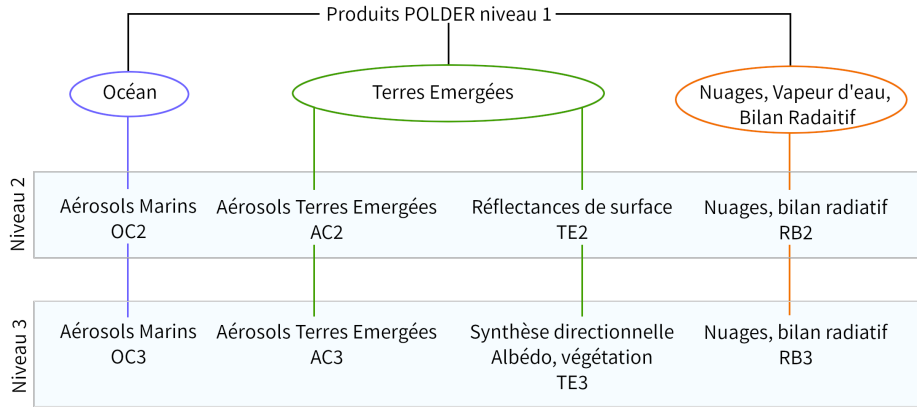 Produits POLDER niveau 1
Océan
Terres Emergées
Nuages, Vapeur d'eau,
Bilan Radaitif
Niveau 2
Aérosols Marins
OC2
Aérosols Terres Emergées
AC2
Réflectances de surface
TE2
Nuages, bilan radiatif
RB2
Niveau 3
Aérosols Marins
OC3
Aérosols Terres Emergées
AC3
Synthèse directionnelle
Albédo, végétation
TE3
Nuages, bilan radiatif
RB3